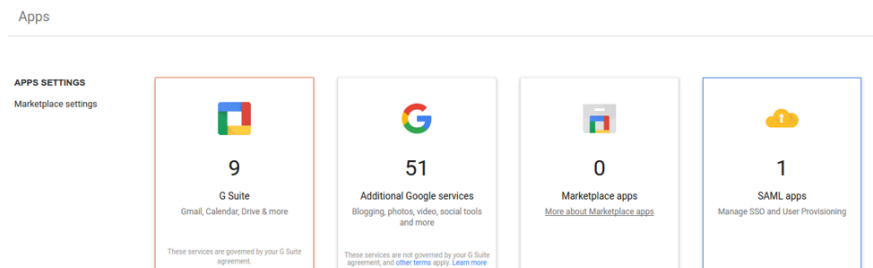 Apps
APPS SETTINGS
Marketplace settings
9
G Suite
Gmail, Calendar, Drive & more
These services are governed by your G Suite
agreement.
51
Additional Google services
Blogging, photos, video, social tools
and more
These services are not governed by your G Suite
agreement, and other terms apply. Learn more
0
Marketplace apps
More about Marketplace apps
1
SAML apps
Manage SSO and User Provisioning